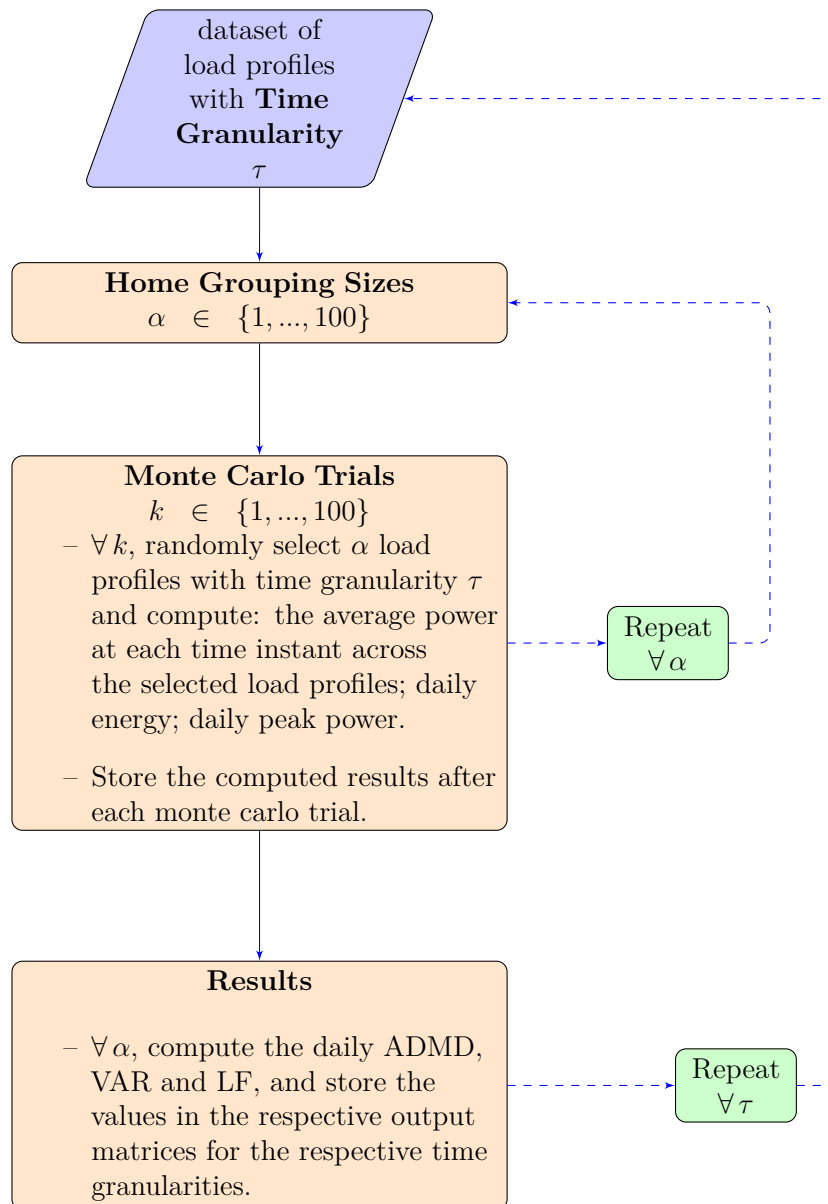 dataset of
load profiles
with Time
Granularity
τ
Home Grouping Sizes
α ∈ {1, ..., 100}
Monte Carlo Trials
k ∈ {1, ..., 100}
– ∀ k, randomly select α load
profiles with time granularity τ
and compute: the average power
at each time instant across
the selected load profiles; daily
energy; daily peak power.
– Store the computed results after
each monte carlo trial.
Repeat
∀ α
Results
– ∀ α, compute the daily ADMD,
VAR and LF, and store the
values in the respective output
matrices for the respective time
granularities.
Repeat
∀ τ